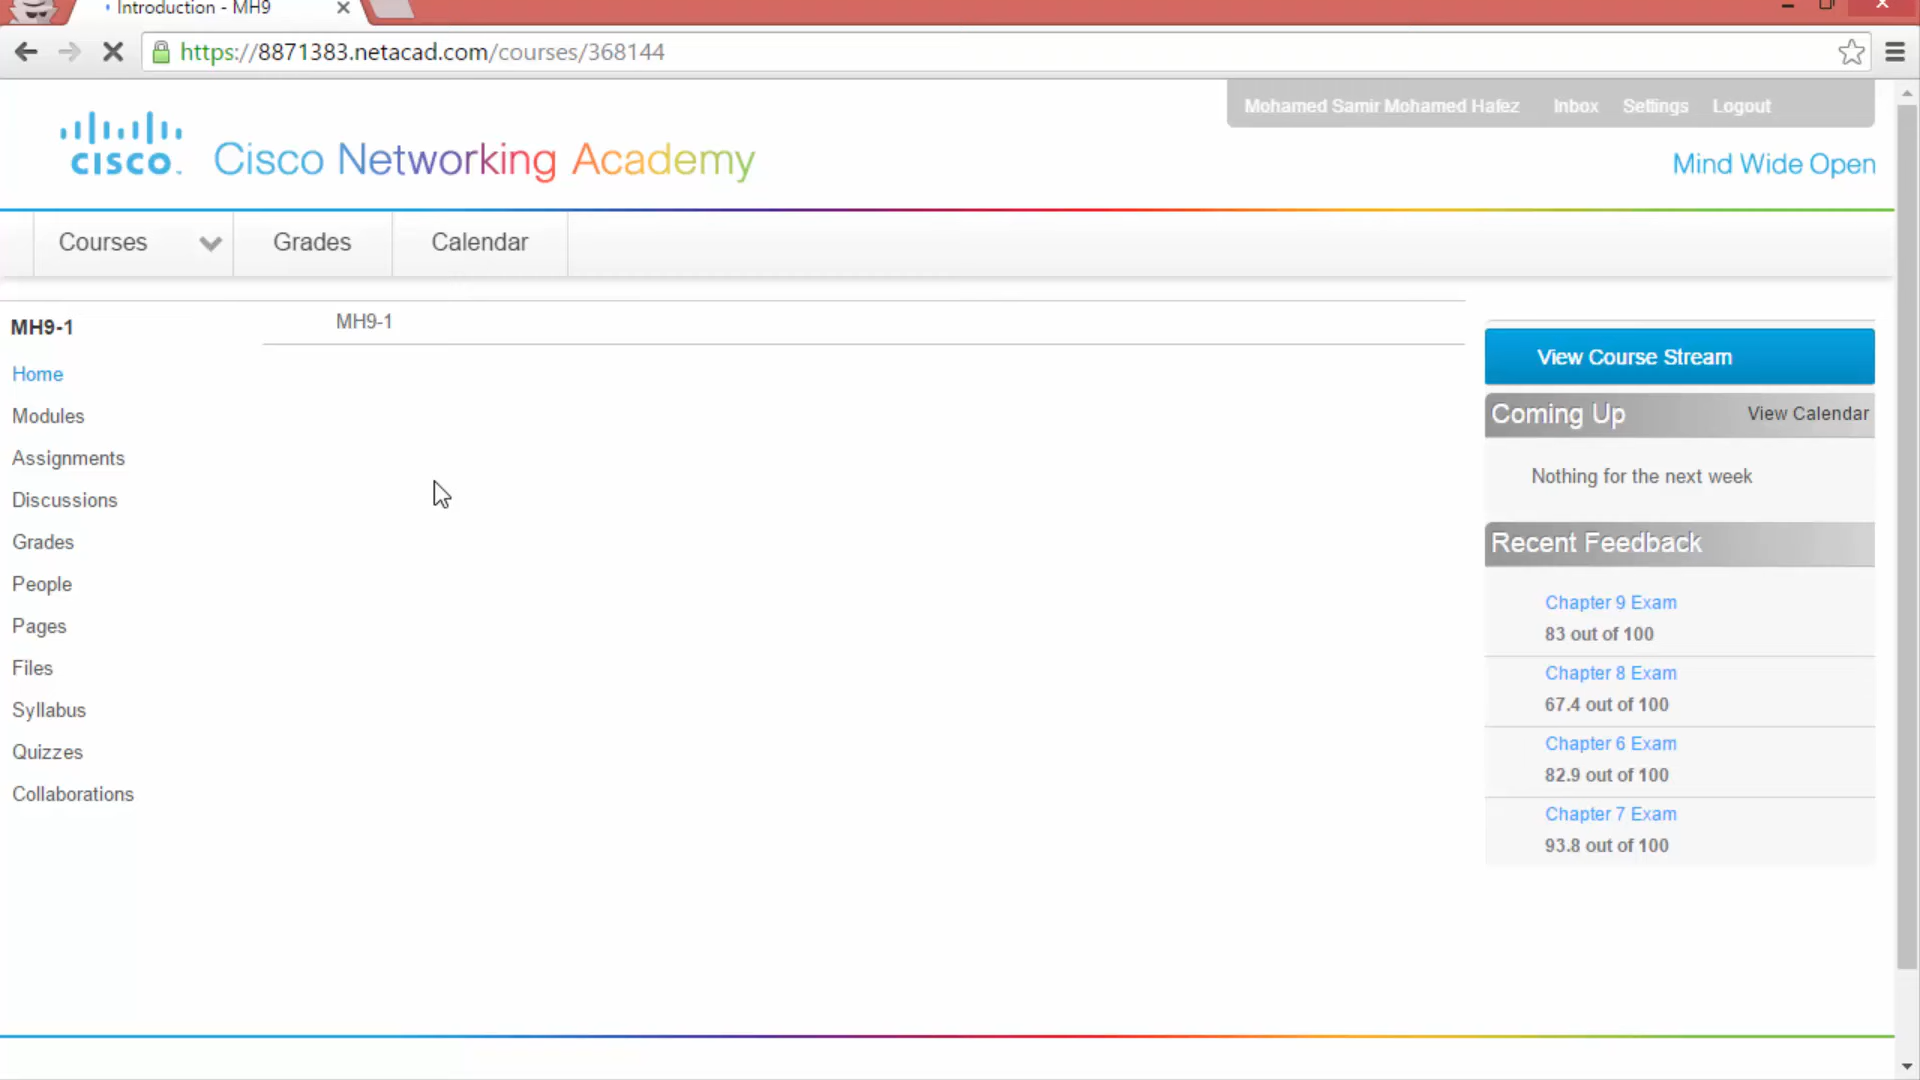 Introduction - MH9
https://8871383.netacad.com/courses/368144
Mohamed Samir Mohamed Hafez Inbox Settings Logout
CISCO Cisco Networking Academy
Mind Wide Open
Courses Grades Calendar
MH9-1
MH9-1
Home
Modules
Assignments
Discussions
Grades
People
Pages
Files
Syllabus
Quizzes
Collaborations
View Course Stream
Coming Up View Calendar
Nothing for the next week
Recent Feedback
Chapter 9 Exam
83 out of 100
Chapter 8 Exam
67.4 out of 100
Chapter 6 Exam
82.9 out of 100
Chapter 7 Exam
93.8 out of 100